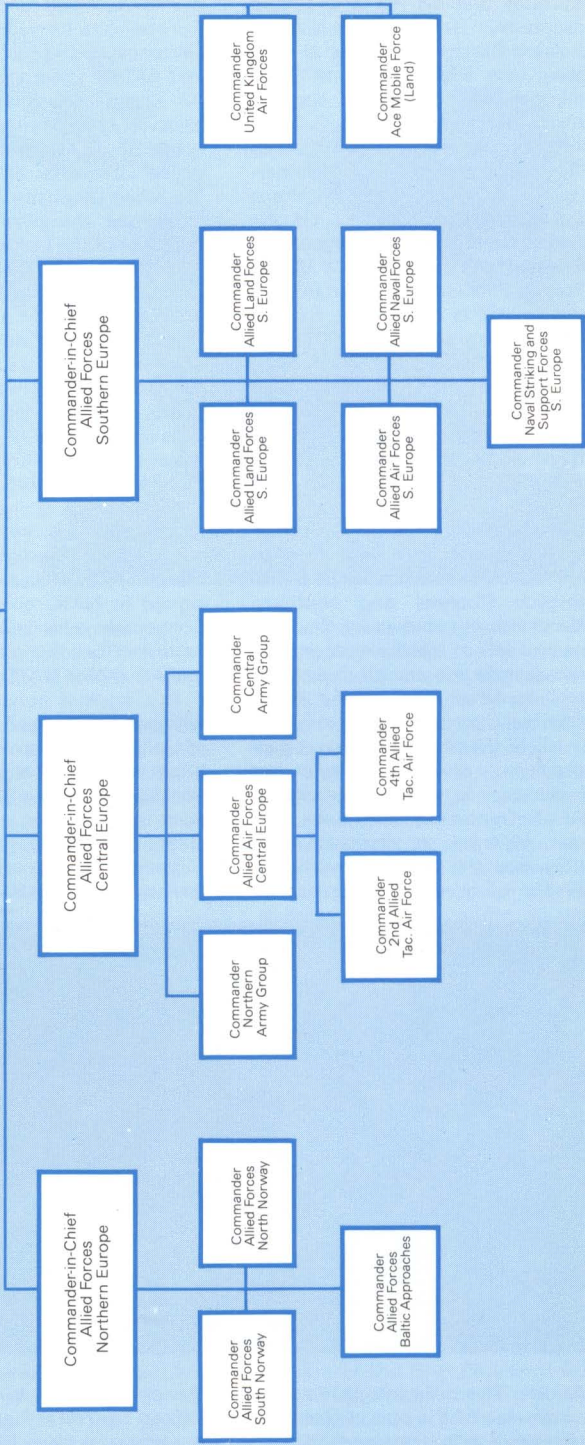 Commander-in-Chief
Allied Forces
Northern Europe
Commander
Allied Forces
South Norway
Commander
Allied Forces
North Norway
Commander
Allied Forces
Baltic Approaches
Commander-in-Chief
Allied Forces
Central Europe
Commander
Northern
Army Group
Commander
Allied Air Forces
Central Europe
Commander
Central
Army Group
Commander
2nd Allied
Tac. Air Force
Commander
4th Allied
Tac. Air Force
Commander-in-Chief
Allied Forces
Southern Europe
Commander
Allied Land Forces
S. Europe
Commander
Allied Land Forces
S. Europe
Commander
Allied Air Forces
S. Europe
Commander
Allied Naval Forces
S. Europe
Commander
Naval Striking and
Support Forces
S. Europe
Commander
United Kingdom
Air Forces
Commander
Ace Mobile Force
(Land)